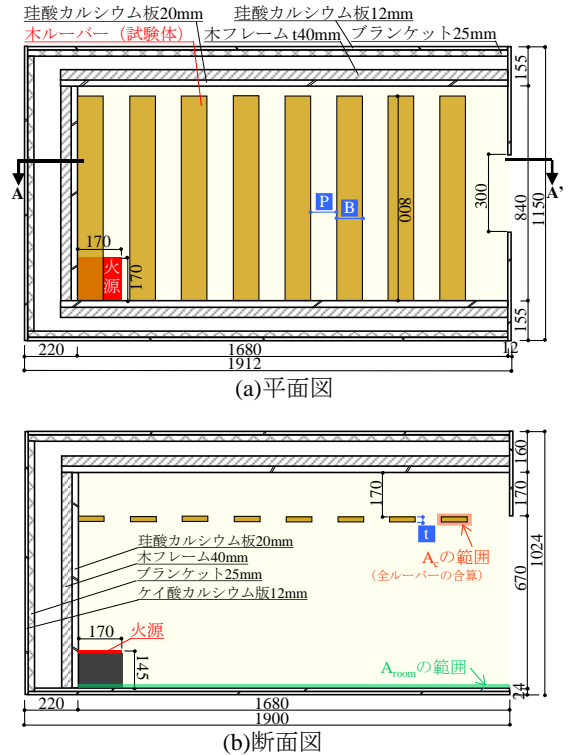 珪酸カルシウム板20mm
珪酸カルシウム板12mm
木ルーバー（試験体）
木フレーム t40mm
ブランケット25mm
155
A
A’
P
B
800
300
840
1150
170
170
火源
155
220
1680
12
1912
(a)平面図
160
170
170
t
珪酸カルシウム板20mm
木フレーム40mm
ブランケット25mm
ケイ酸カルシウム版12mm
Acの範囲
(全ルーバーの合算)
670
1024
170
火源
145
Aroomの範囲
24
220
1680
1900
(b)断面図